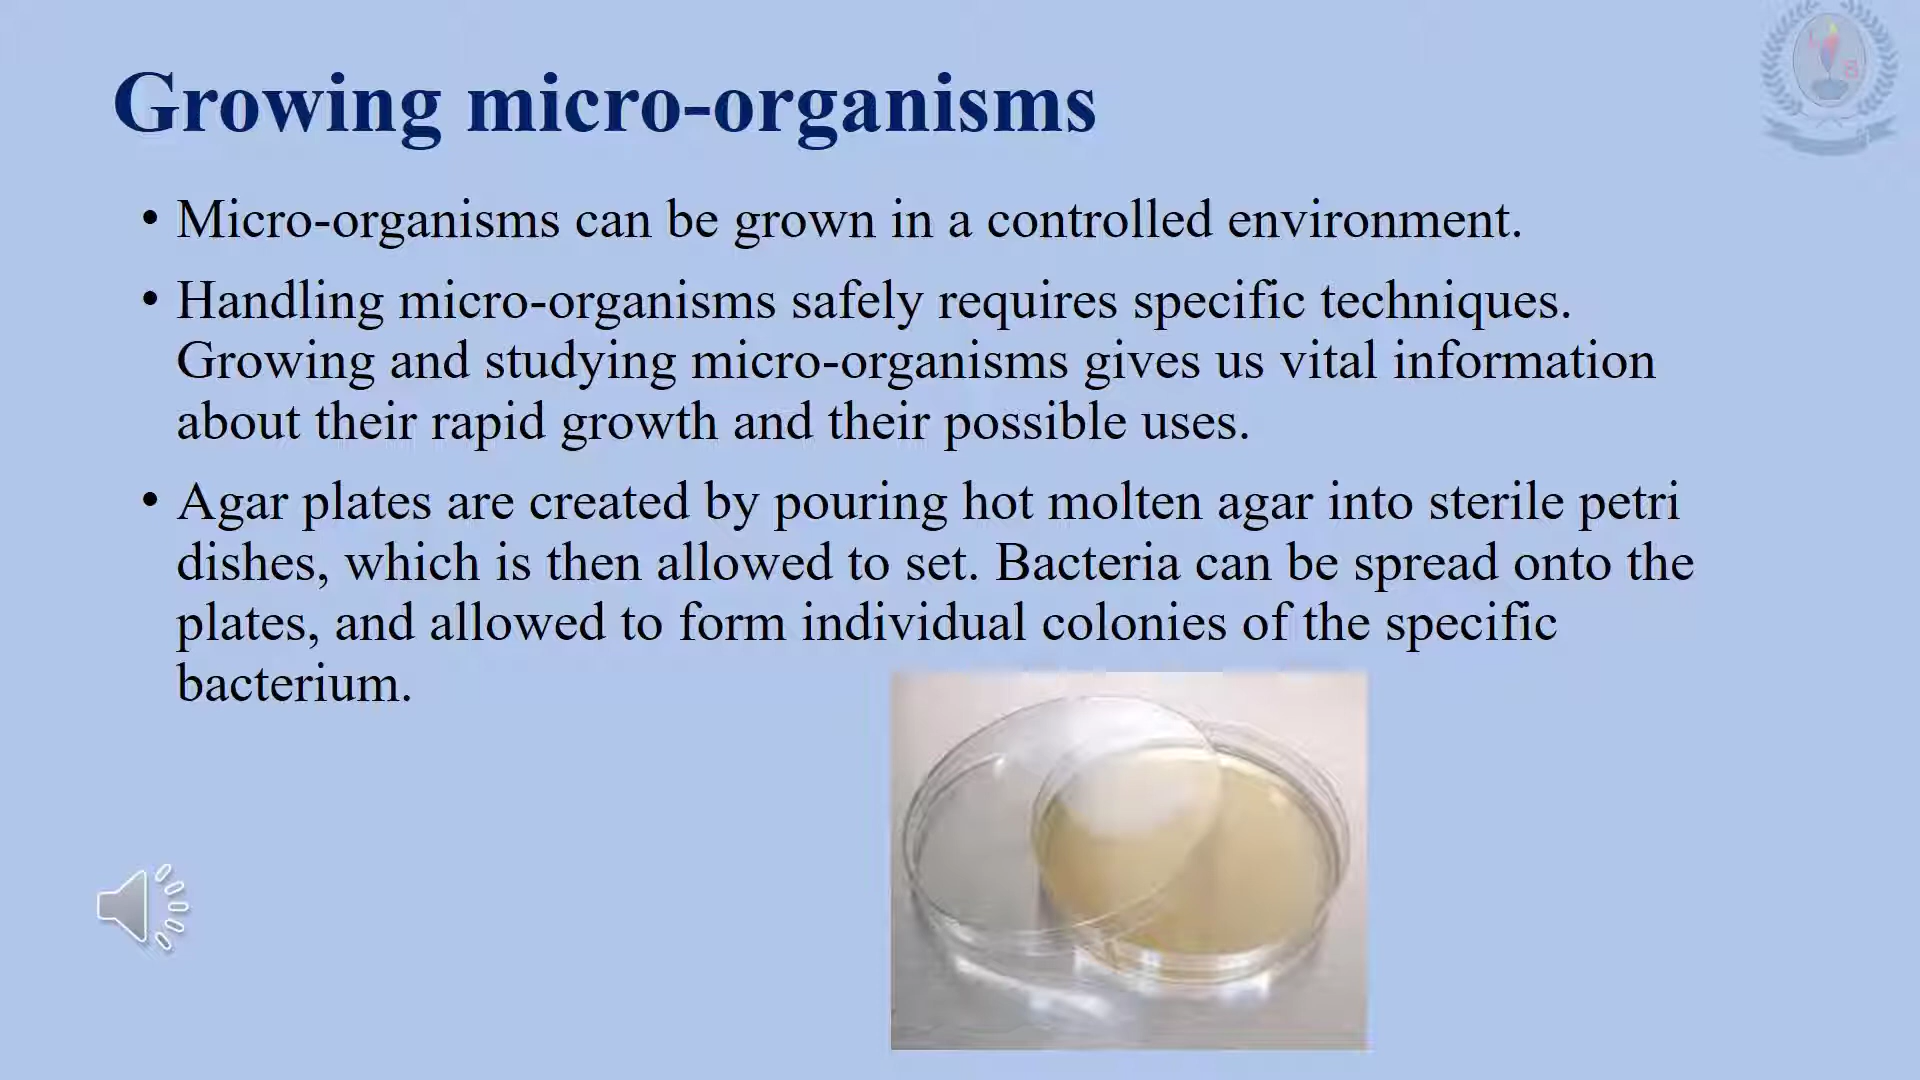 Growing micro-organisms
• Micro-organisms can be grown in a controlled environment.
• Handling micro-organisms safely requires specific techniques.
Growing and studying micro-organisms gives us vital information
about their rapid growth and their possible uses.
• Agar plates are created by pouring hot molten agar into sterile petri
dishes, which is then allowed to set. Bacteria can be spread onto the
plates, and allowed to form individual colonies of the specific
bacterium.